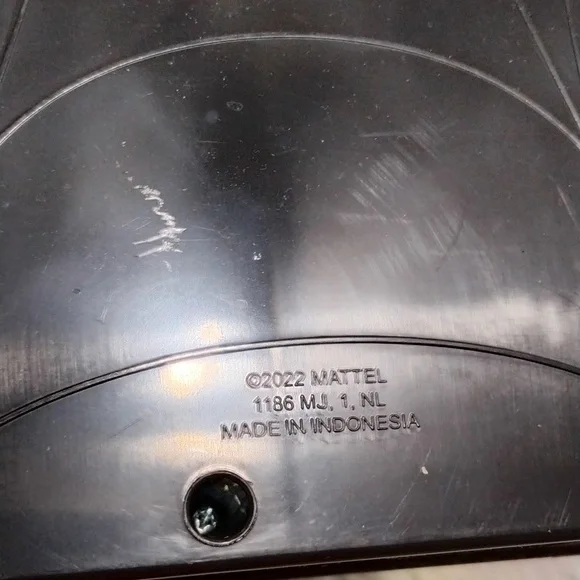 ©2022 MATTEL
1186 MJ, 1, NL
MADE IN INDONESIA